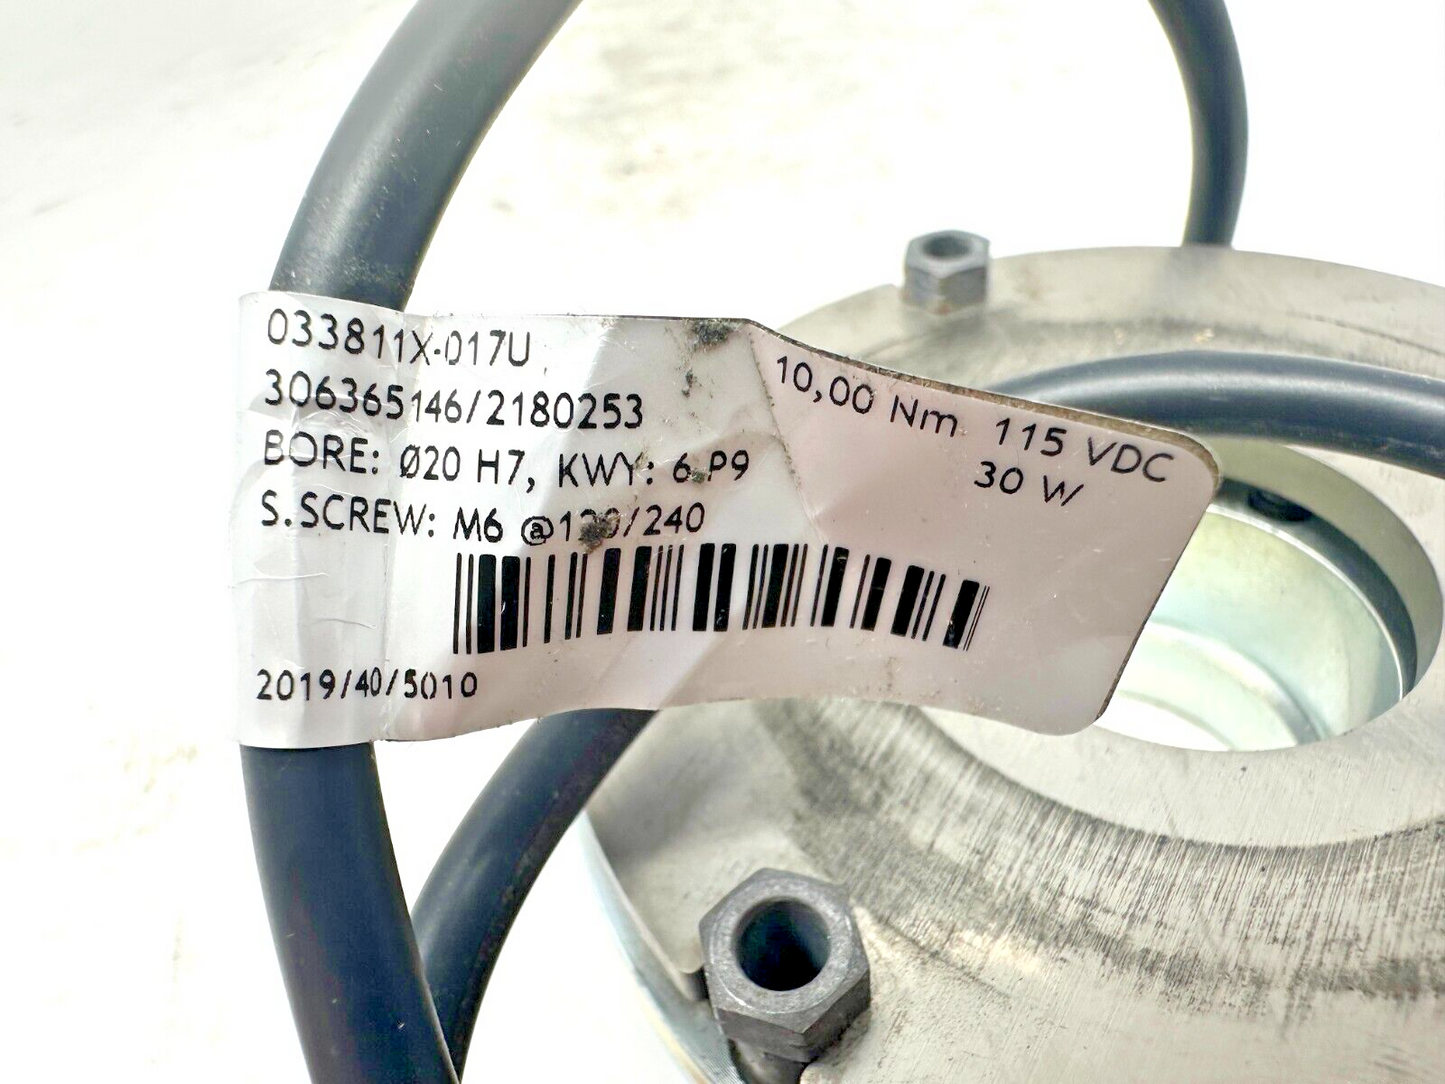 033811X-017U
306365146/2180253
BORE: Ø20 H7, KWY: 6 P9
S.SCREW: M6 @120/240
10,00 Nm 115 VDC
30 W
2019/40/5010